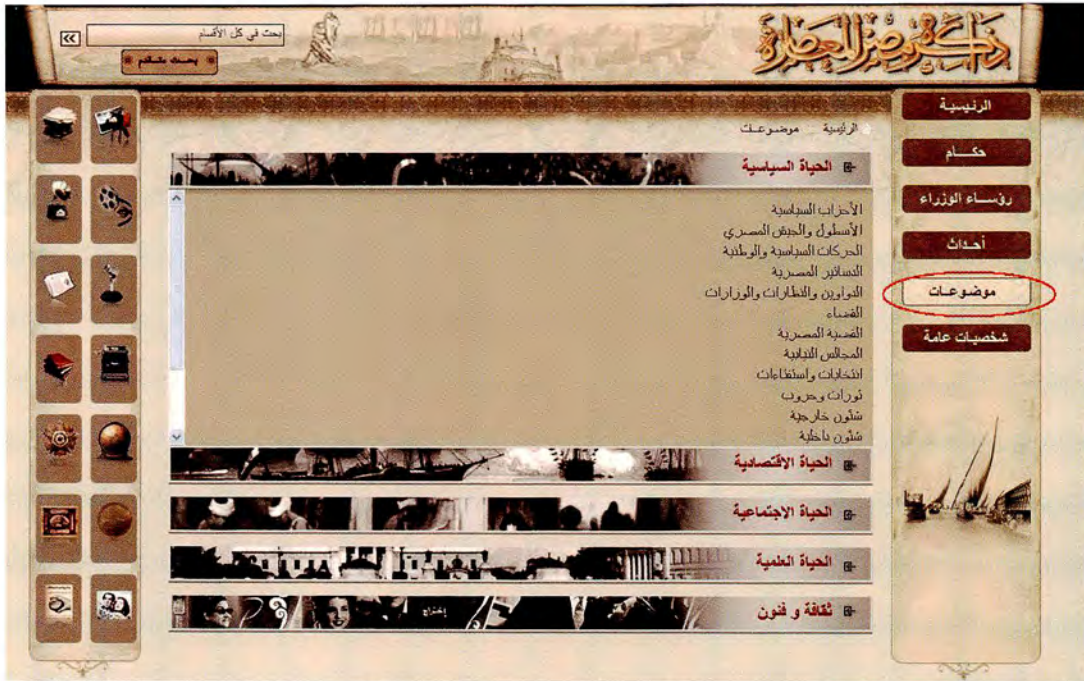 ذاكرة مصر المعاصرة
بحث في كل الأقسام
بحث متقدم
الرئيسية
حكام
رؤساء الوزراء
أحداث
موضوعات
شخصيات عامة
الرئيسية :: موضوعات
الحياة السياسية
الأحزاب السياسية
الأسطول والجيش المصري
الحركات السياسية والوطنية
الدساتير المصرية
الدواوين والنظارات والوزارات
القضاء
القضية المصرية
المجالس النيابية
انتخابات واستفتاءات
ثورات وحروب
شئون خارجية
شئون داخلية
الحياة الاقتصادية
الحياة الاجتماعية
الحياة العلمية
ثقافة و فنون
إخراج